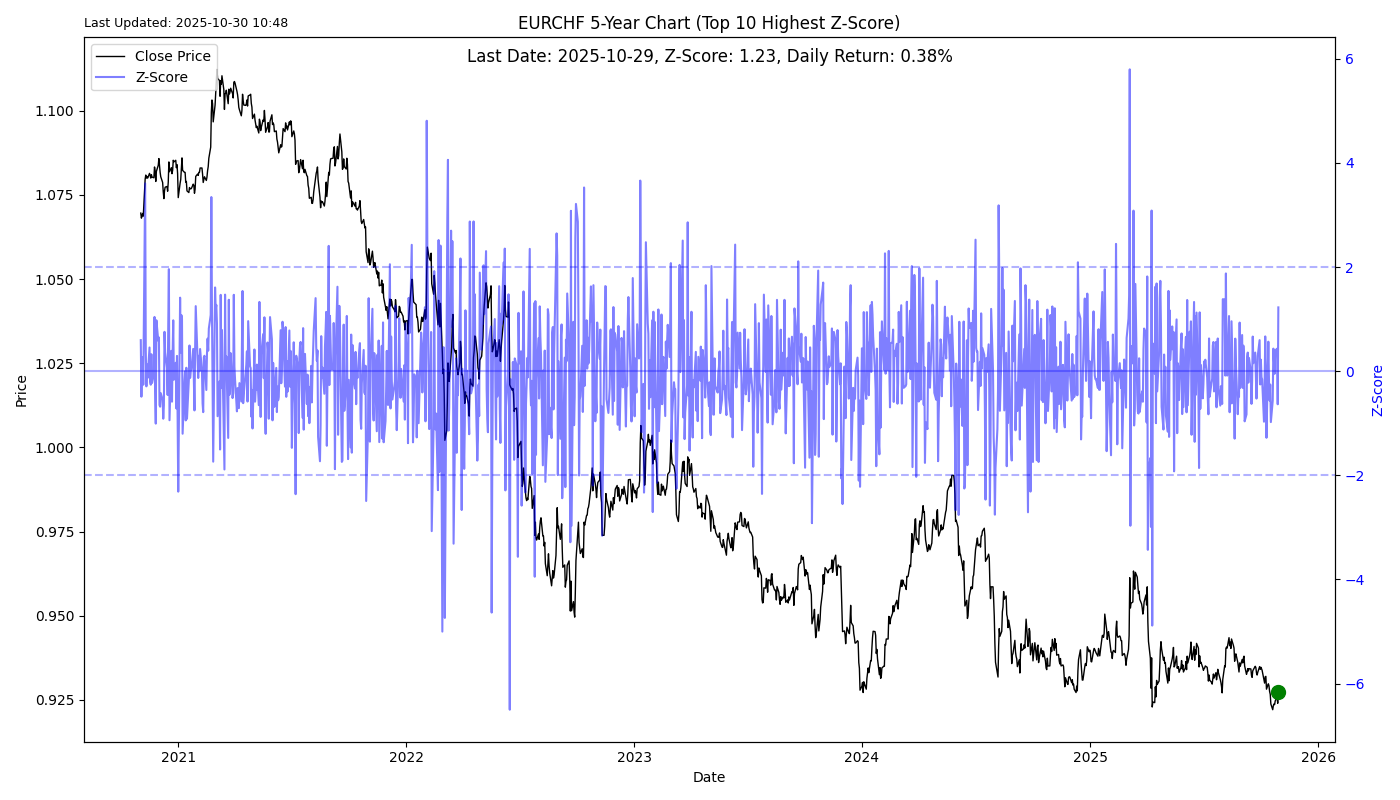 Last Updated: 2025-10-30 10:48
EURCHF 5-Year Chart (Top 10 Highest Z-Score)
Last Date: 2025-10-29, Z-Score: 1.23, Daily Return: 0.38%
Close Price
Z-Score
1.100
1.075
1.050
1.025
1.000
0.975
0.950
0.925
Price
6
4
2
0
−2
−4
−6
Z-Score
2021
2022
2023
2024
2025
2026
Date